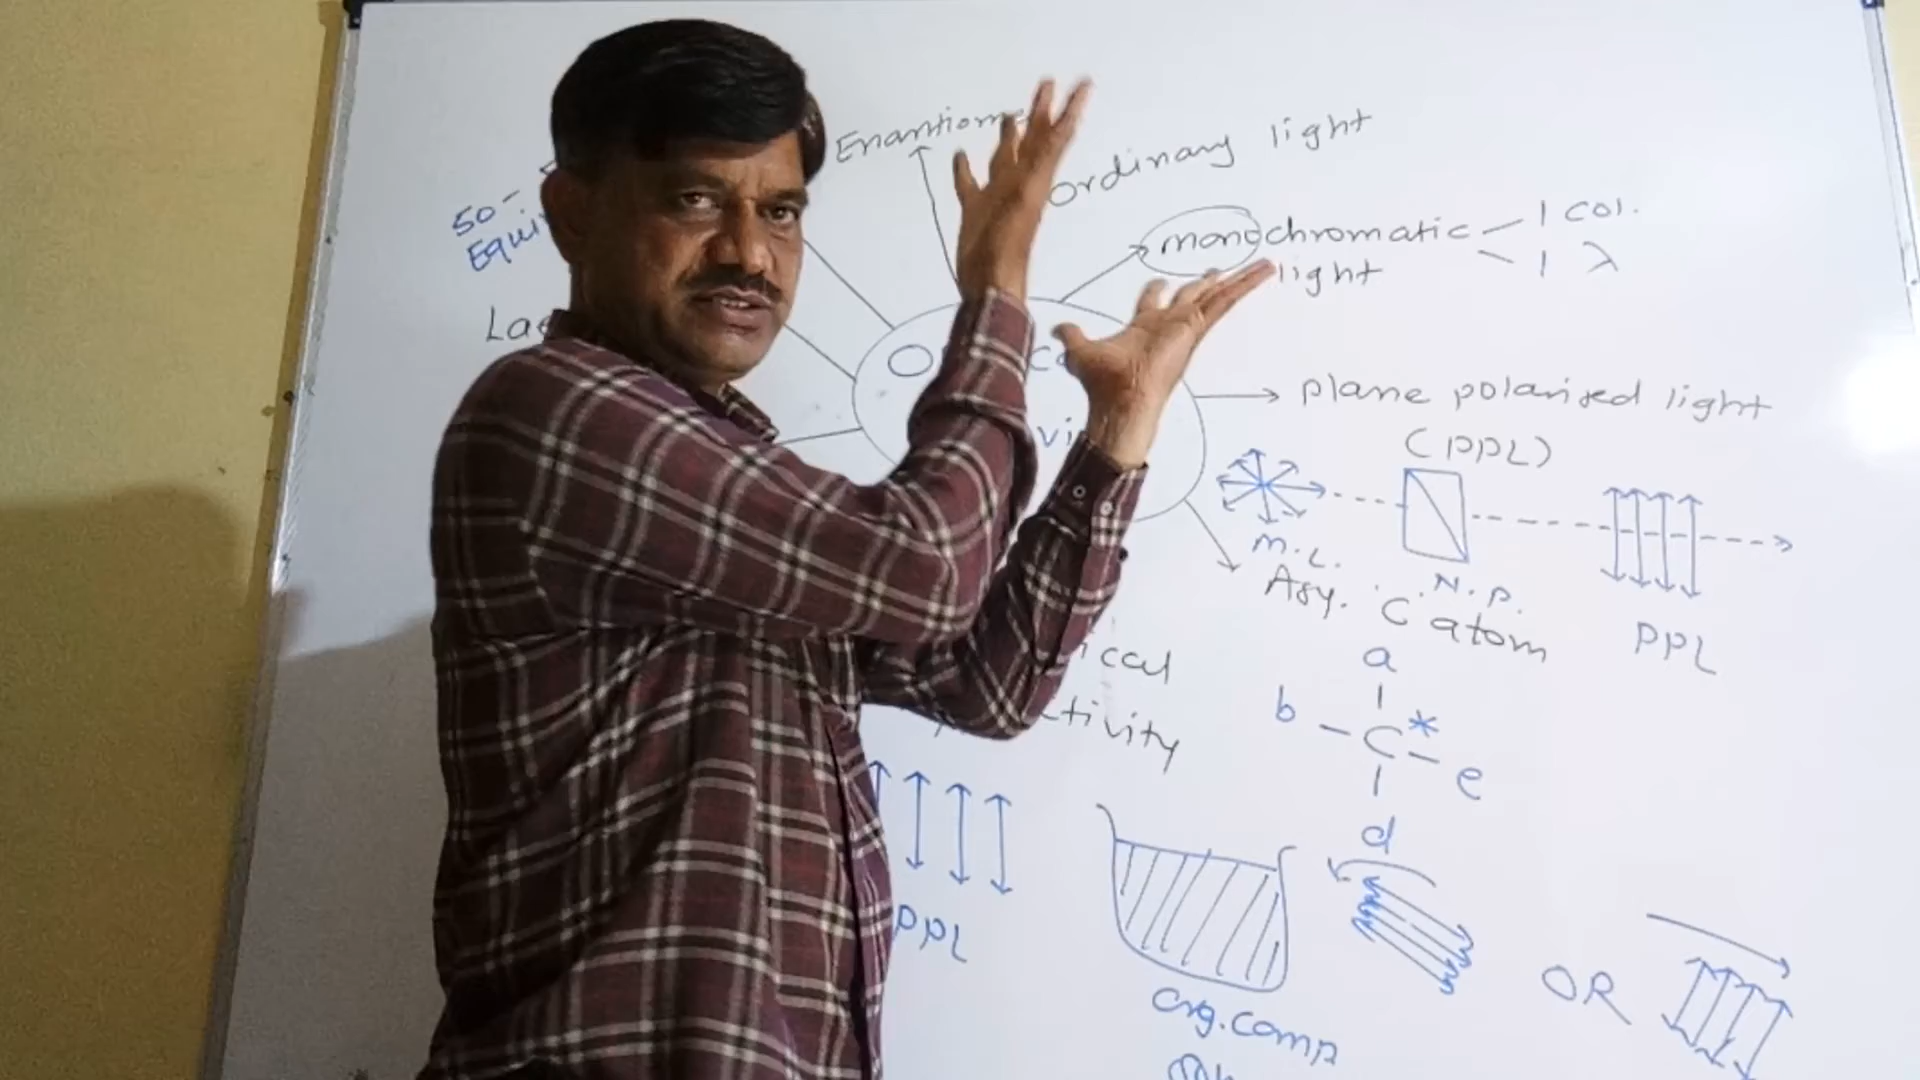 Enantiom
ordinary light
monochromatic
1 col.
1 λ
light
50-
Equi
La
plane polarised light
(PPL)
M.L.
N.P.
PPL
Asy. 'C' atom
a
b
C*
e
d
ical
tivity
PPL
org. comp
OR